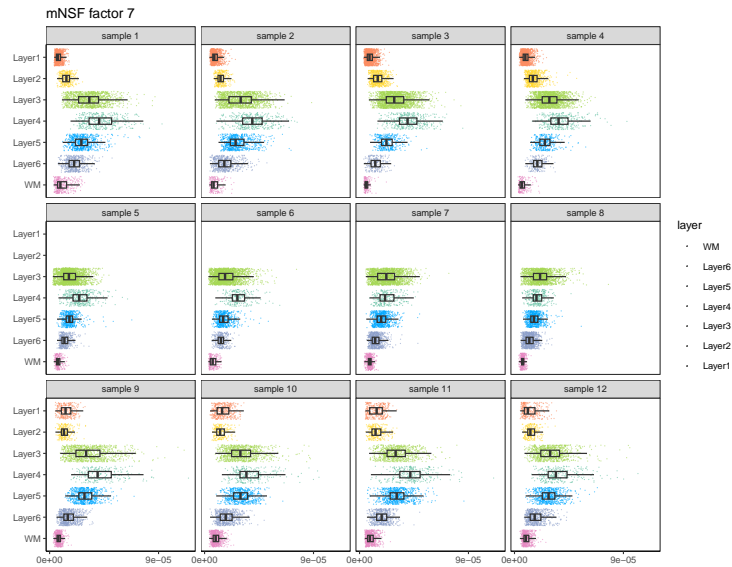 mNSF factor 7
sample 1 sample 2 sample 3 sample 4
Layer1
Layer2
Layer3
Layer4
Layer5
Layer6
WM
sample 5 sample 6 sample 7 sample 8
Layer1
Layer2
Layer3
Layer4
Layer5
Layer6
WM
sample 9 sample 10 sample 11 sample 12
Layer1
Layer2
Layer3
Layer4
Layer5
Layer6
WM
0e+00 9e-05 0e+00 9e-05 0e+00 9e-05 0e+00 9e-05
layer
WM
Layer6
Layer5
Layer4
Layer3
Layer2
Layer1